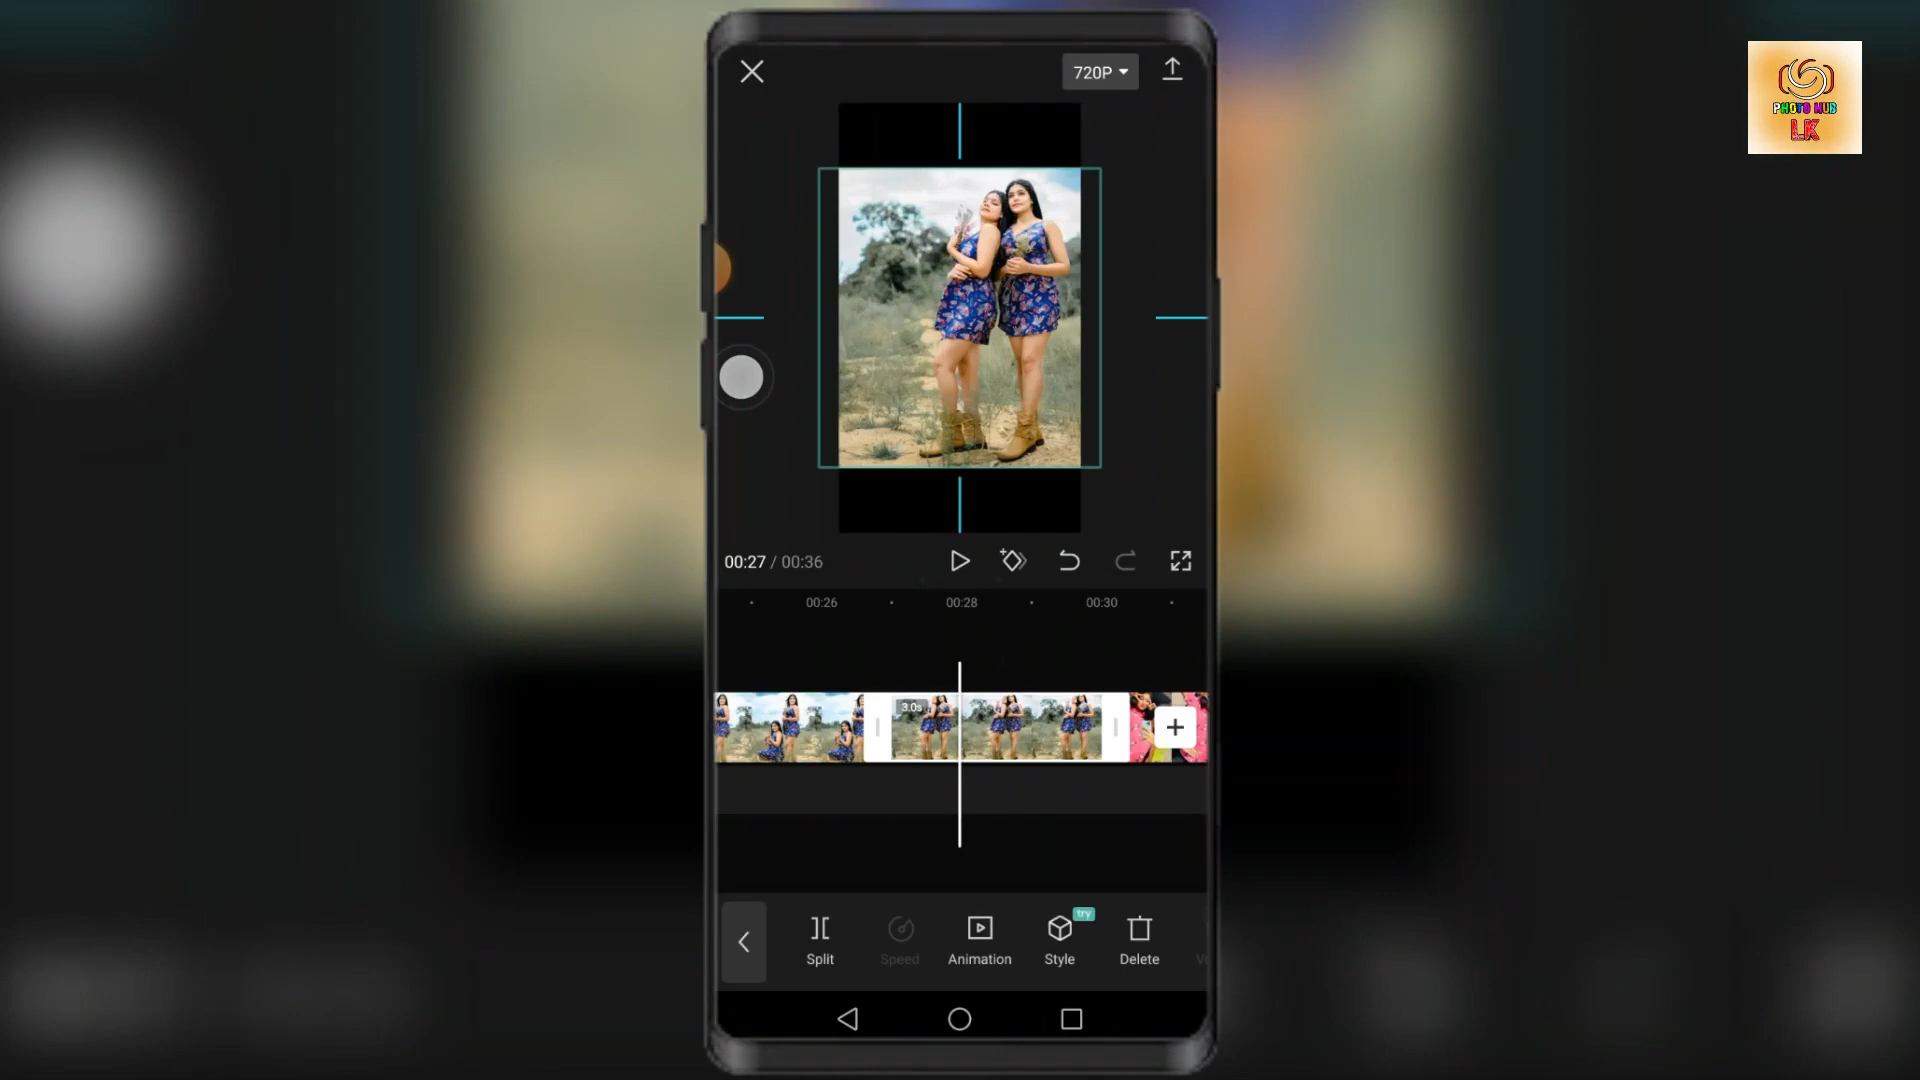 720P
PHOTO HUB
LK
00:27 / 00:36
00:26
00:28
00:30
3.0s
try
Split
Speed
Animation
Style
Delete